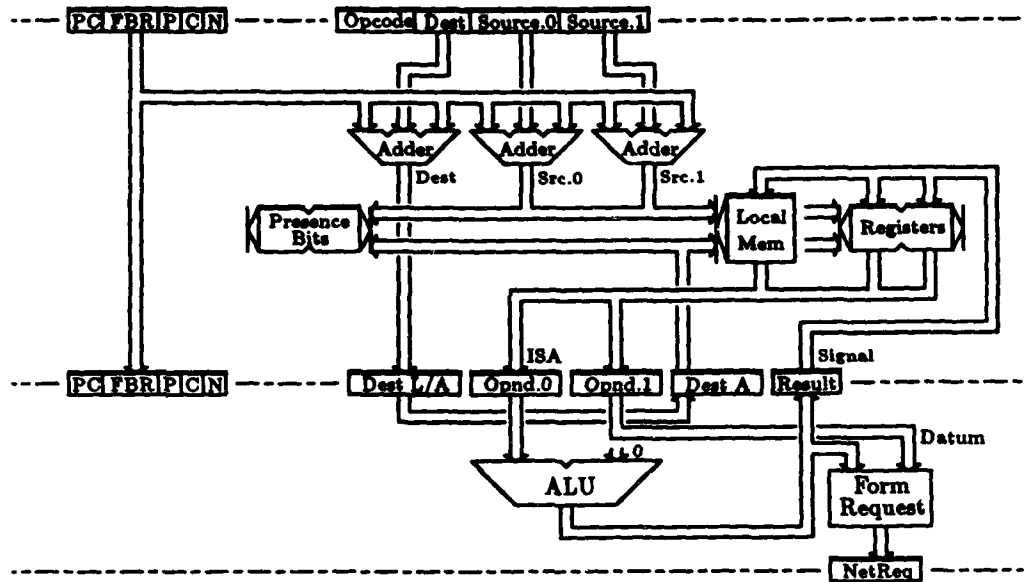 PC FBR P C N Opcode Dest Source.0 Source.1
Adder Adder Adder
Dest Src.0 Src.1
Presence
Bits
Local
Mem
Registers
ISA
Signal
PC FBR P C N Dest L/A Opnd.0 Opnd.1 Dest A Result
Datum
0
ALU
Form
Request
NetReq